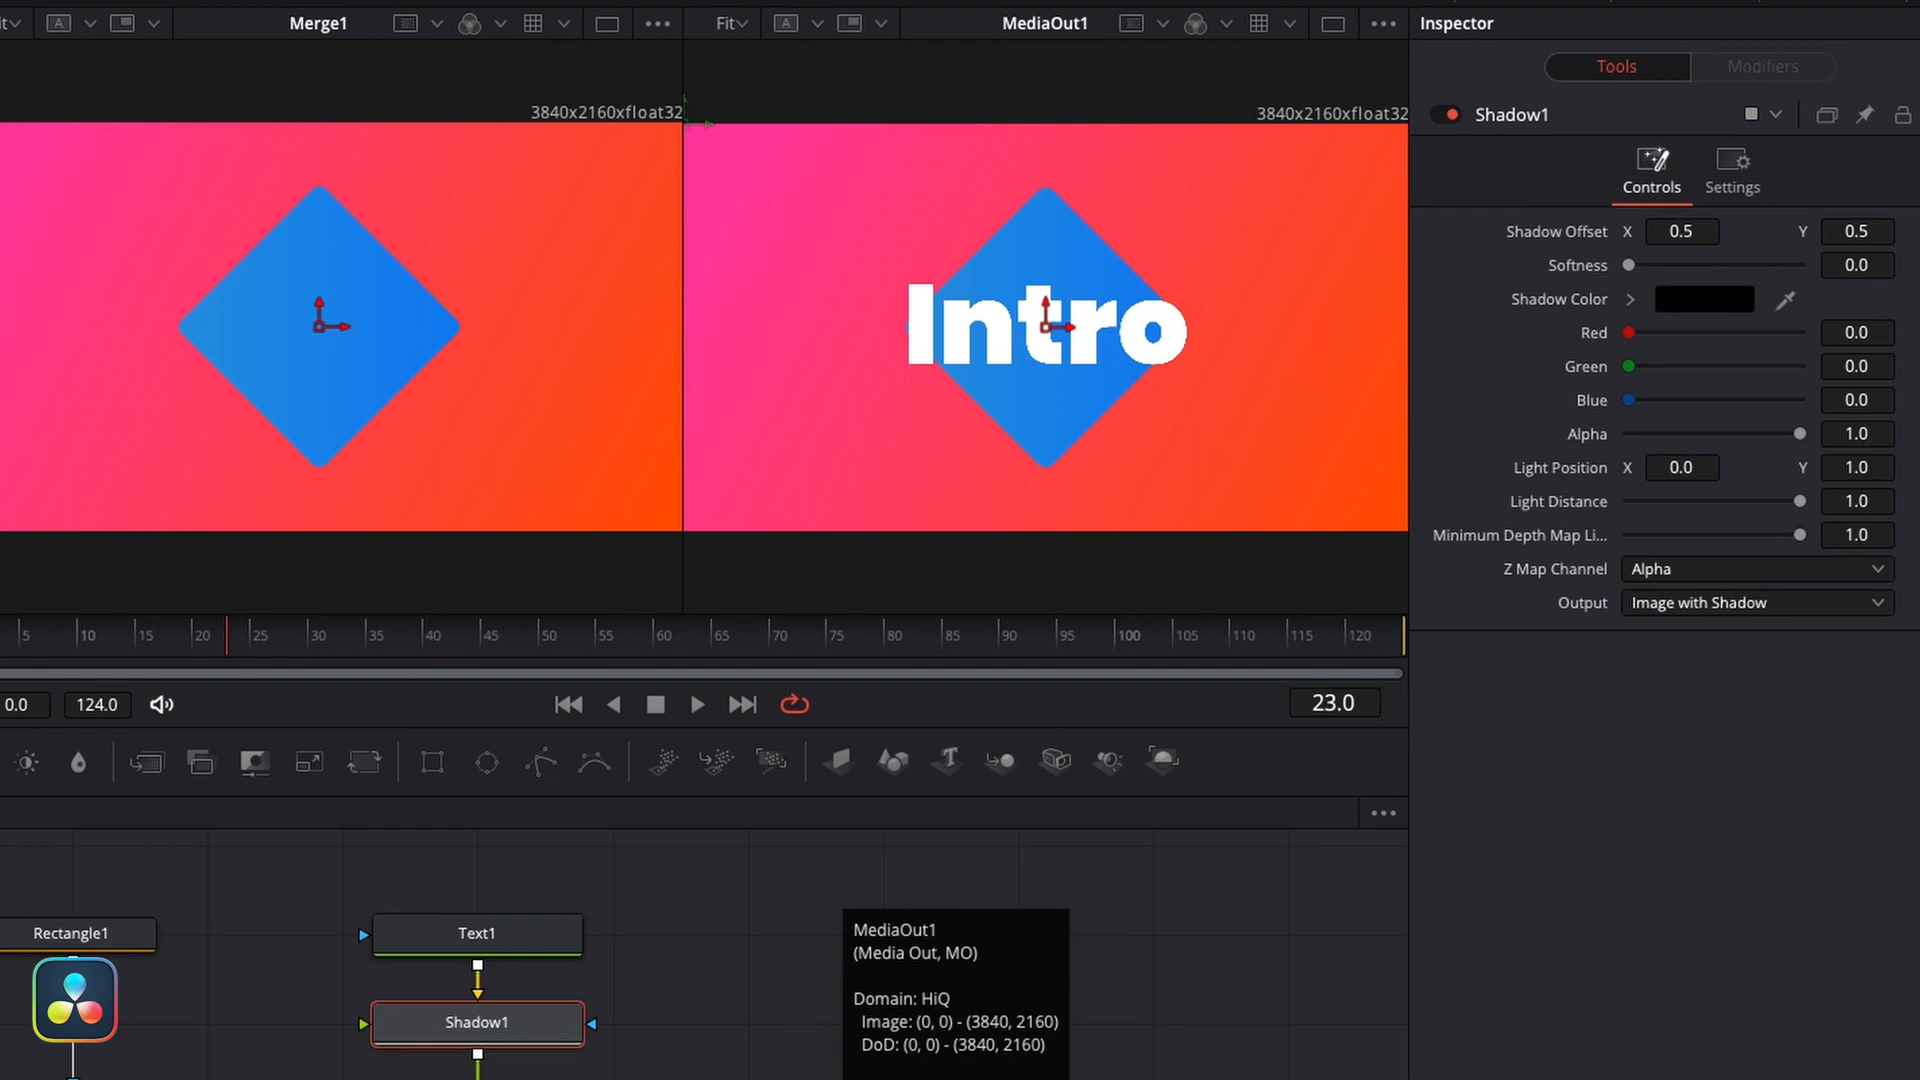 Merge1
Fit
MediaOut1
Inspector
Tools
Modifiers
3840x2160xfloat32
3840x2160xfloat32
Shadow1
Controls
Settings
Shadow Offset X 0.5 Y 0.5
Softness 0.0
Shadow Color
Red 0.0
Green 0.0
Blue 0.0
Alpha 1.0
Light Position X 0.0 Y 1.0
Light Distance 1.0
Minimum Depth Map Li... 1.0
Z Map Channel Alpha
Output Image with Shadow
Intro
5 10 15 20 25 30 35 40 45 50 55 60 65 70 75 80 85 90 95 100 105 110 115 120
0.0 124.0 23.0
Rectangle1
Text1
Shadow1
MediaOut1
(Media Out, MO)
Domain: HiQ
Image: (0, 0) - (3840, 2160)
DoD: (0, 0) - (3840, 2160)